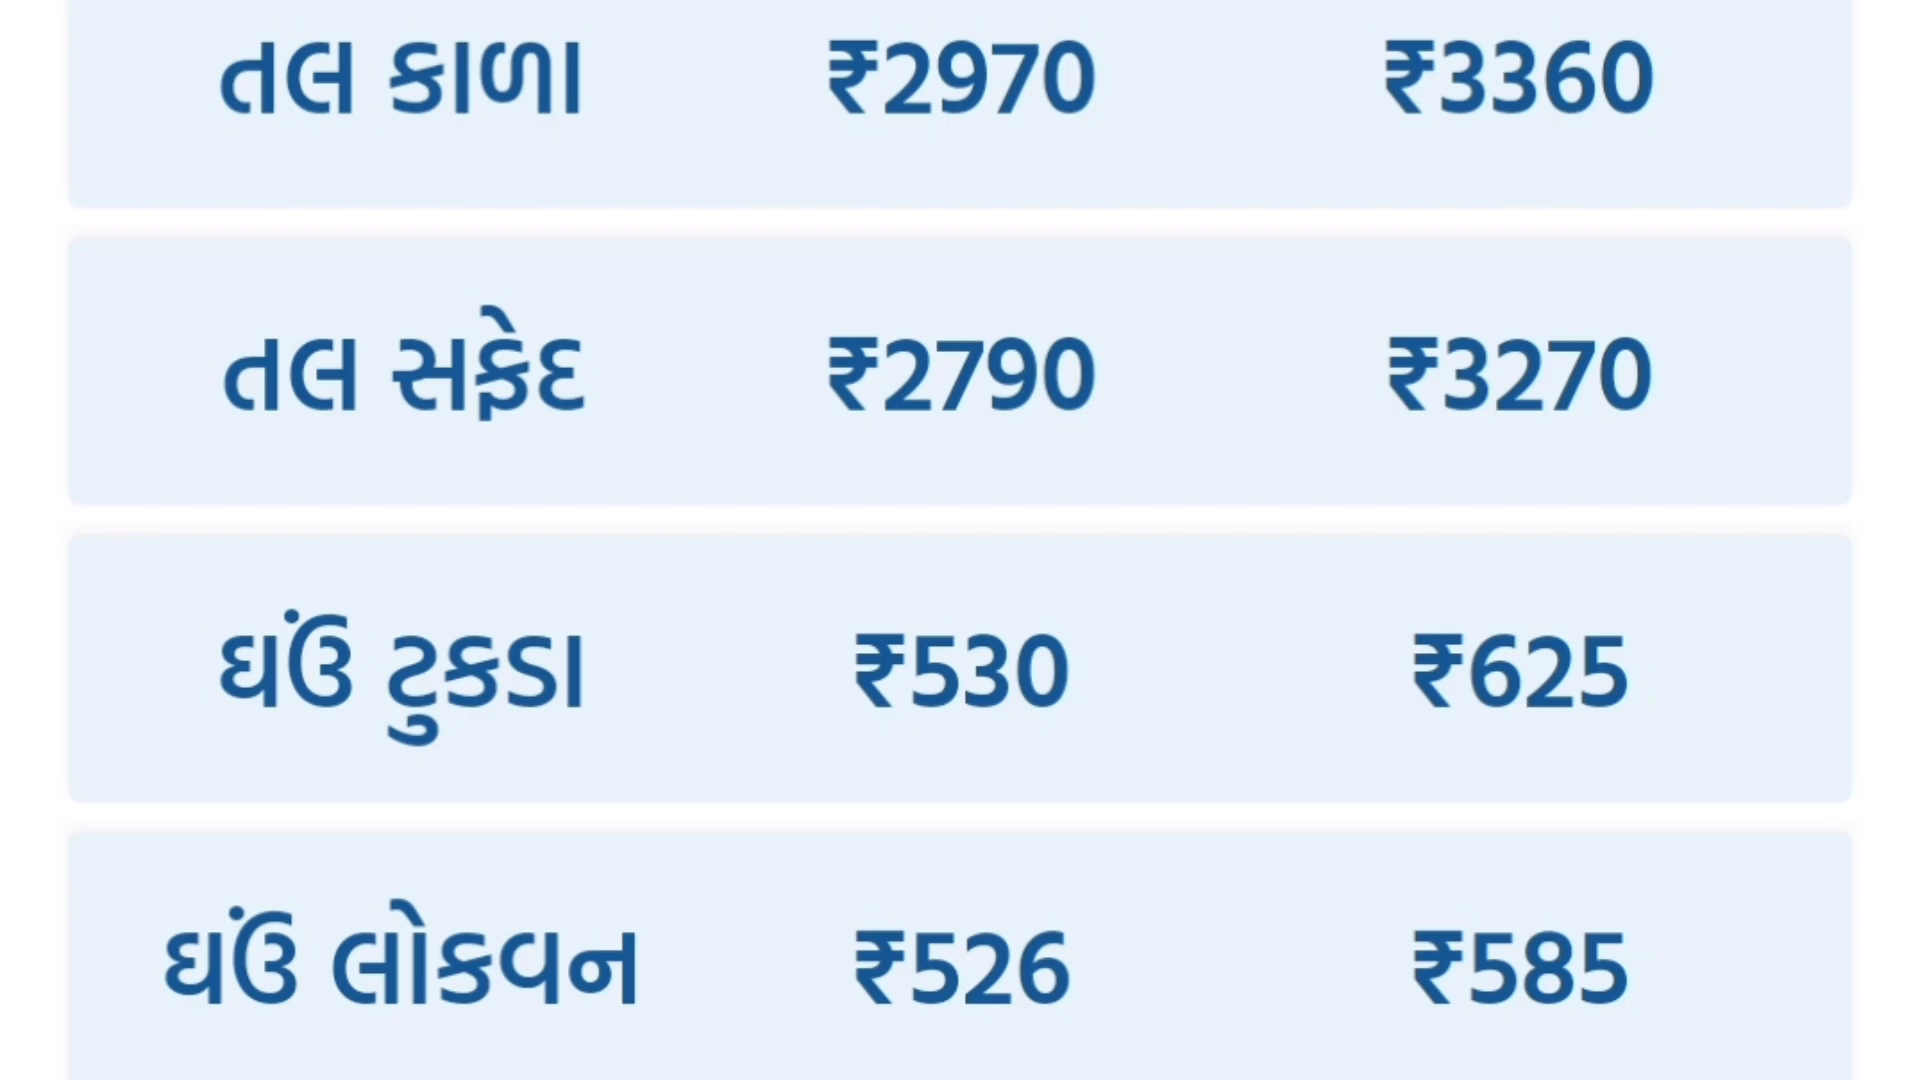 તલ કાળા ₹2970 ₹3360
તલ સફેદ ₹2790 ₹3270
ઘઉં ટુકડા ₹530 ₹625
ઘઉં લોકવન ₹526 ₹585